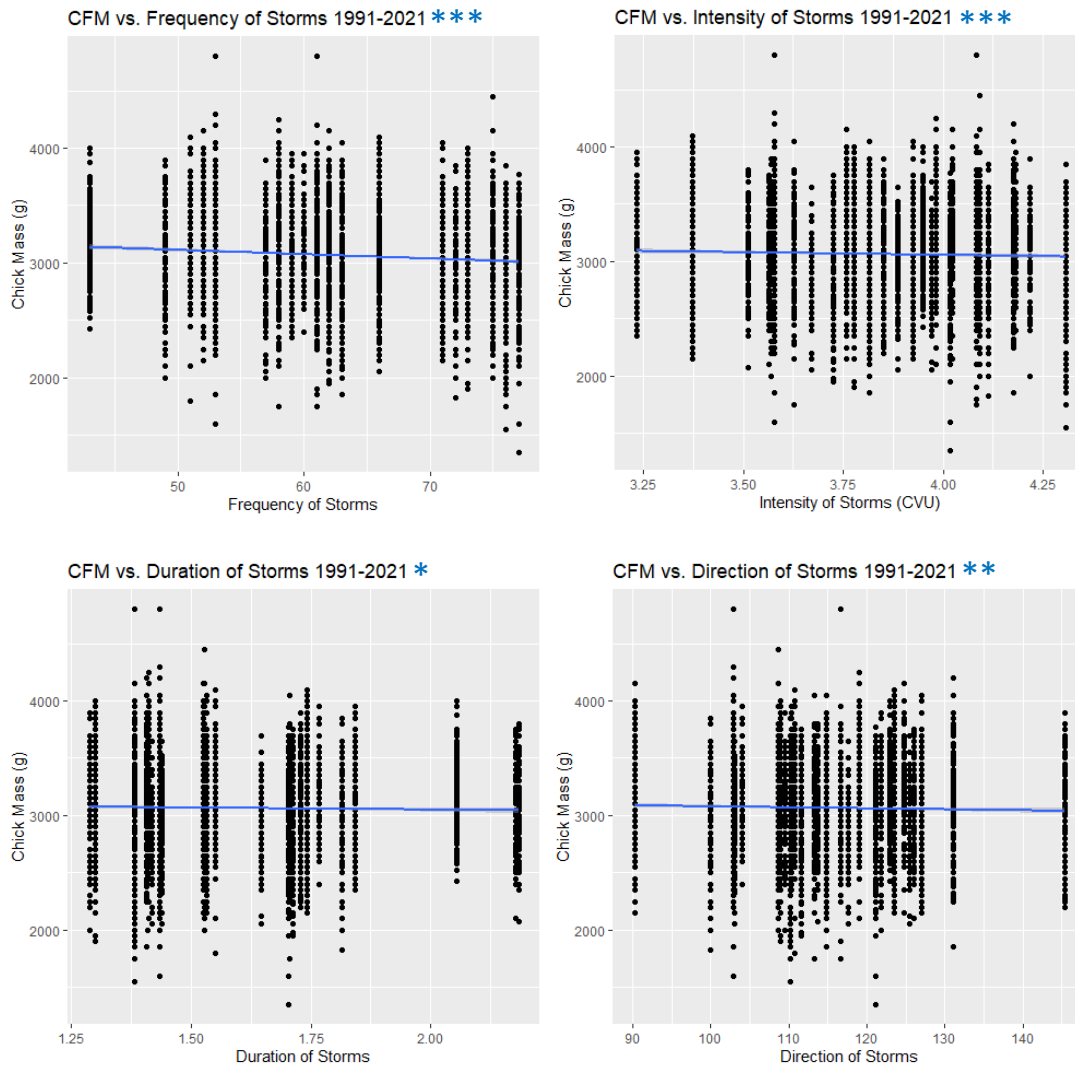 CFM vs. Frequency of Storms 1991-2021 ***
4000
3000
2000
Chick Mass (g)
50 70
Frequency of Storms
CFM vs. Intensity of Storms 1991-2021 ***
4000
3000
2000
Chick Mass (g)
3.25 3.50 3.75 4.00 4.25
Intensity of Storms (CVU)
CFM vs. Duration of Storms 1991-2021 *
4000
3000
2000
Chick Mass (g)
1.25 1.50 1.75 2.00
Duration of Storms
CFM vs. Direction of Storms 1991-2021 **
4000
3000
2000
Chick Mass (g)
90 100 110 120 130 140
Direction of Storms